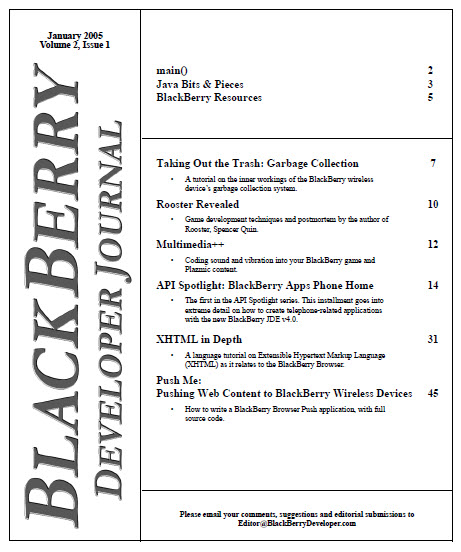 January 2005
Volume 2, Issue 1
BLACKBERRY
DEVELOPER JOURNAL
main() 2
Java Bits & Pieces 3
BlackBerry Resources 5
Taking Out the Trash: Garbage Collection 7
• A tutorial on the inner workings of the BlackBerry wireless
device's garbage collection system.
Rooster Revealed 10
• Game development techniques and postmortem by the author of
Rooster, Spencer Quin.
Multimedia++ 12
• Coding sound and vibration into your BlackBerry game and
Plazmic content.
API Spotlight: BlackBerry Apps Phone Home 14
• The first in the API Spotlight series. This installment goes into
extreme detail on how to create telephone-related applications
with the new BlackBerry JDE v4.0.
XHTML in Depth 31
• A language tutorial on Extensible Hypertext Markup Language
(XHTML) as it relates to the BlackBerry Browser.
Push Me:
Pushing Web Content to BlackBerry Wireless Devices 45
• How to write a BlackBerry Browser Push application, with full
source code.
Please email your comments, suggestions and editorial submissions to
Editor@BlackBerryDeveloper.com